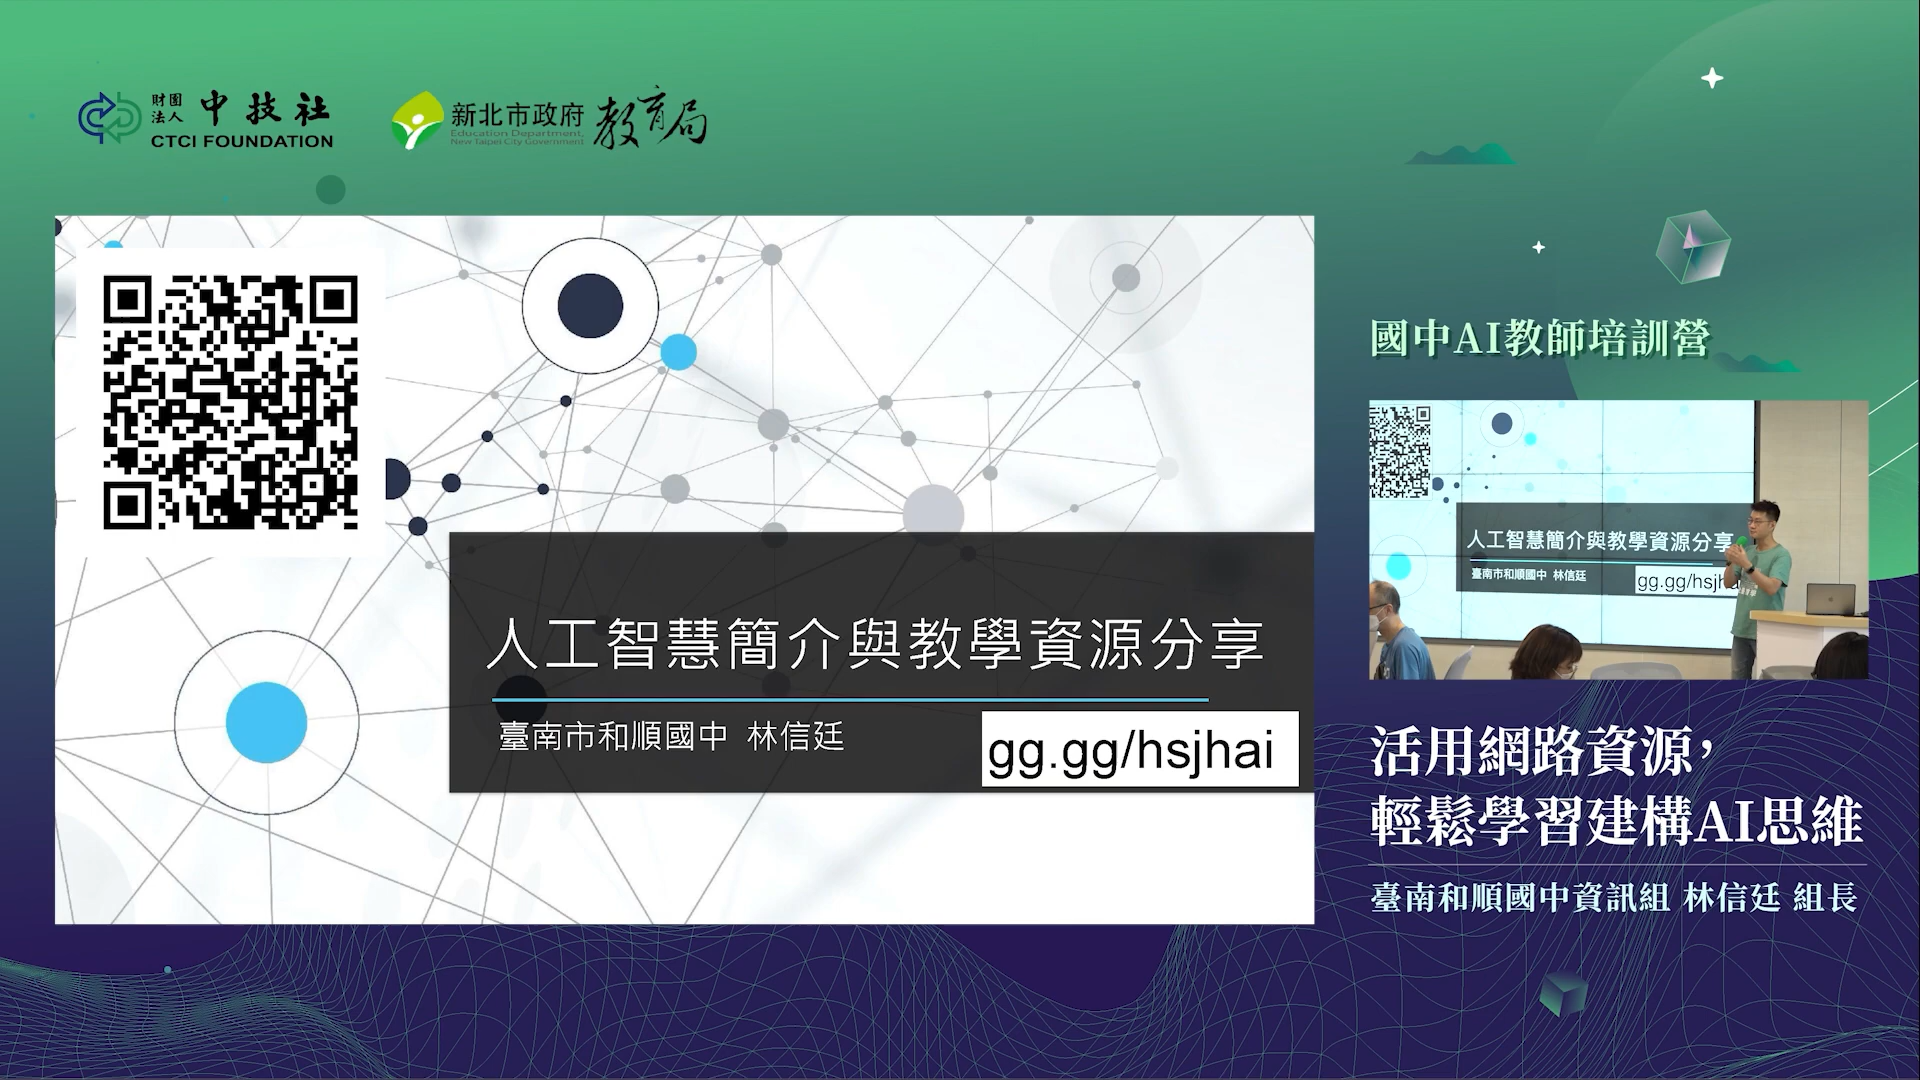 財團法人 中技社
CTCI FOUNDATION
新北市政府 教育局
Education Department,
New Taipei City Government
人工智慧簡介與教學資源分享
臺南市和順國中 林信廷
gg.gg/hsjhai
國中AI教師培訓營
人工智慧簡介與教學資源分享
臺南市和順國中 林信廷
gg.gg/hsjha
活用網路資源,
輕鬆學習建構AI思維
臺南和順國中資訊組 林信廷 組長